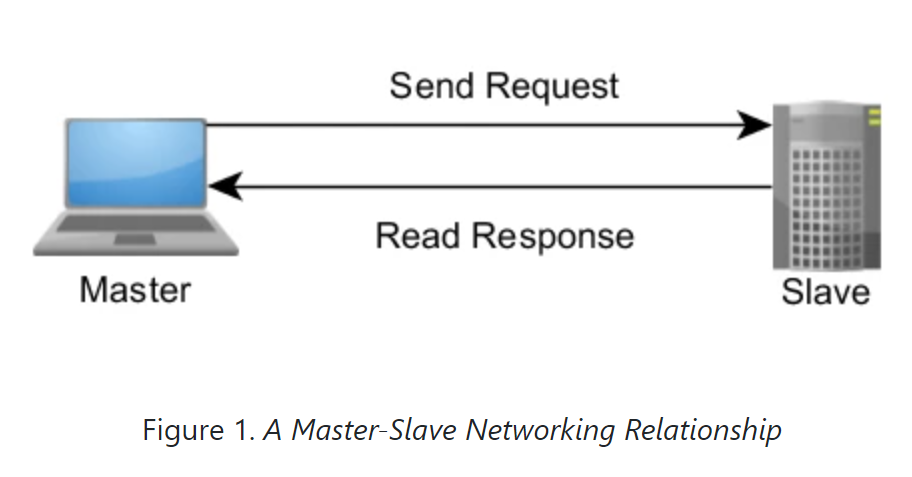 Send Request
Read Response
Master
Slave
Figure 1. A Master-Slave Networking Relationship